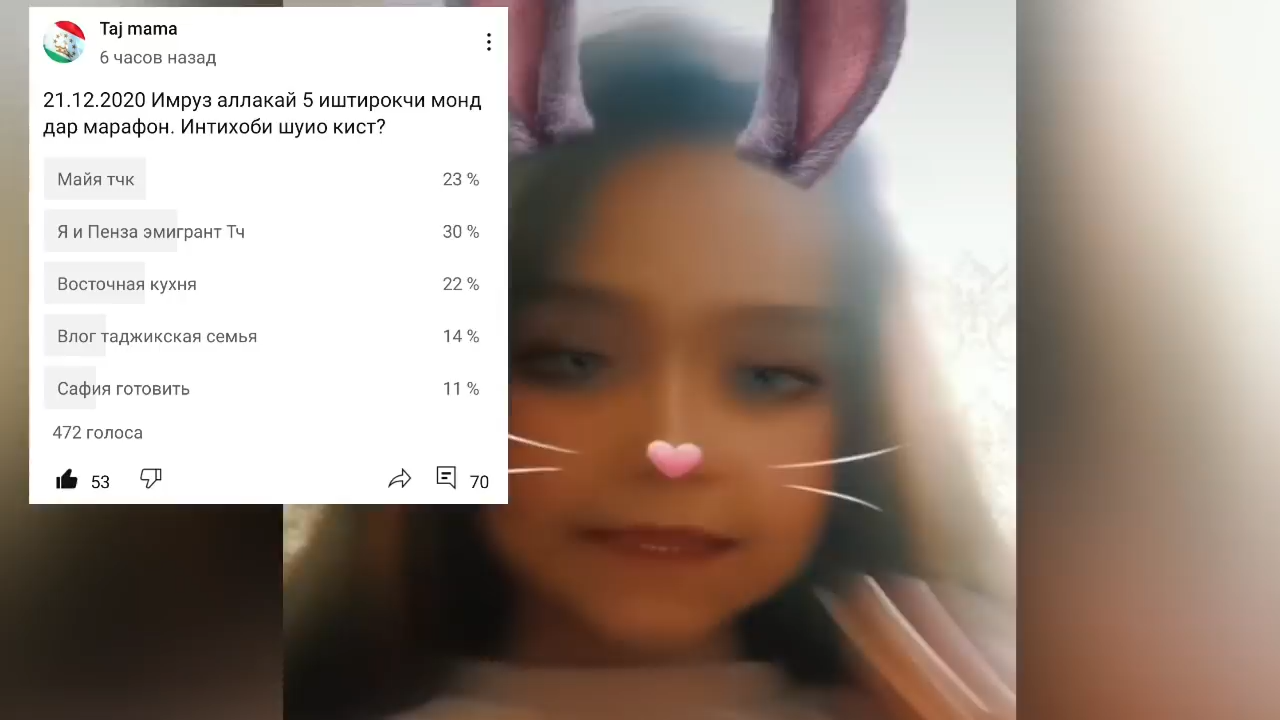 Taj mama
6 часов назад
21.12.2020 Имруз аллакай 5 иштирокчи монд
дар марафон. Интихоби шуио кист?
Майя тчк 23 %
Я и Пенза эмигрант Тч 30 %
Восточная кухня 22 %
Влог таджикская семья 14 %
Сафия готовить 11 %
472 голоса
53 70